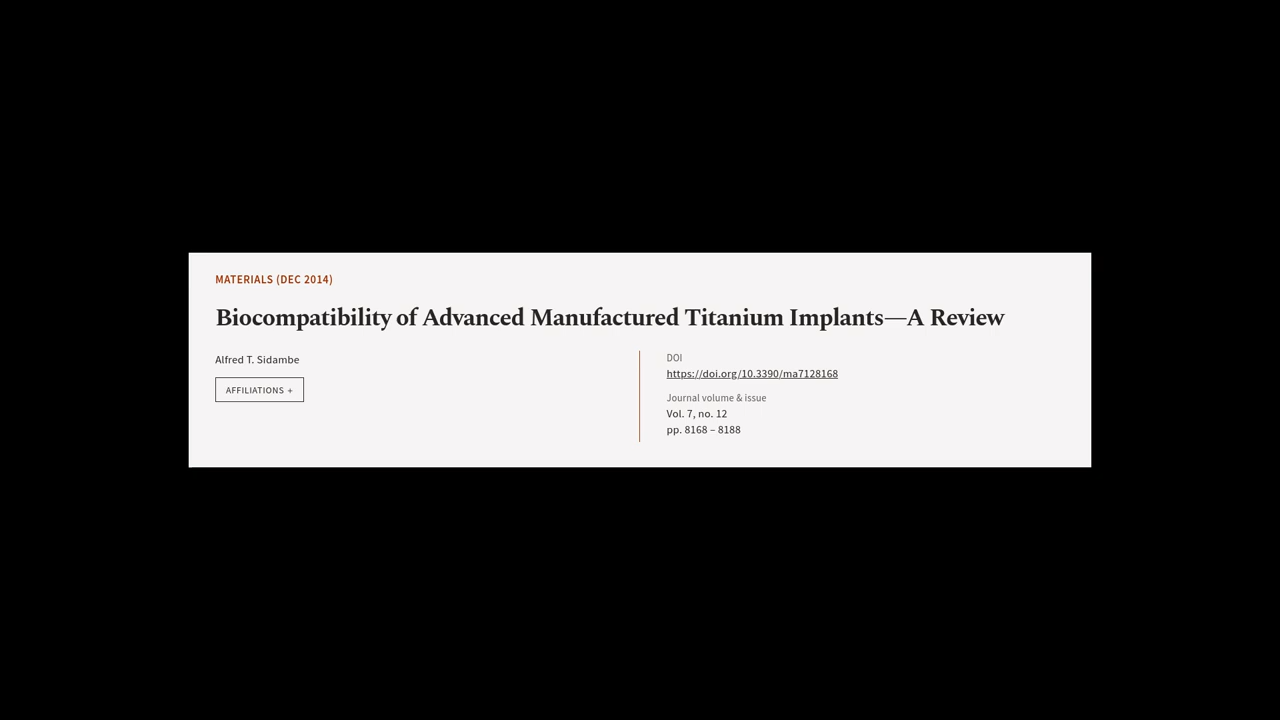 MATERIALS (DEC 2014)
Biocompatibility of Advanced Manufactured Titanium Implants—A Review
Alfred T. Sidambe
AFFILIATIONS +
DOI
https://doi.org/10.3390/ma7128168
Journal volume & issue
Vol. 7, no. 12
pp. 8168 – 8188